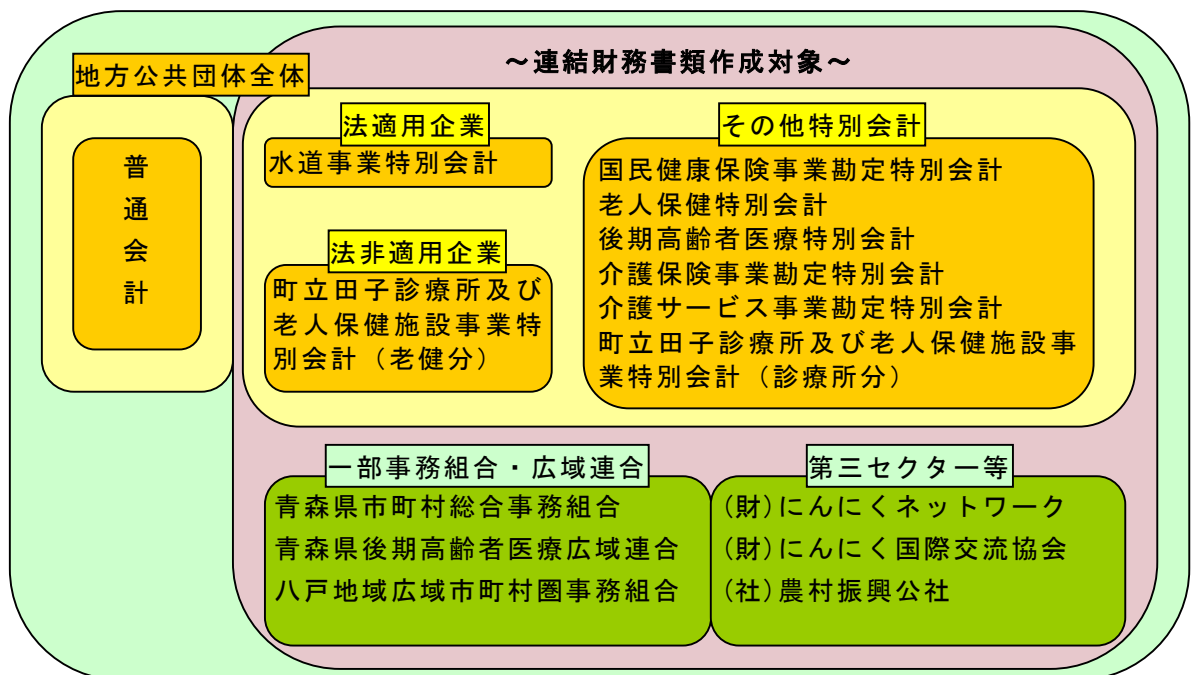 ~連結財務書類作成対象~
地方公共団体全体
普
通
会
計
法適用企業
水道事業特別会計
法非適用企業
町立田子診療所及び
老人保健施設事業特
別会計（老健分）
その他特別会計
国民健康保険事業勘定特別会計
老人保健特別会計
後期高齢者医療特別会計
介護保険事業勘定特別会計
介護サービス事業勘定特別会計
町立田子診療所及び老人保健施設事
業特別会計（診療所分）
一部事務組合・広域連合
青森県市町村総合事務組合
青森県後期高齢者医療広域連合
八戸地域広域市町村圏事務組合
第三セクター等
(財)にんにくネットワーク
(財)にんにく国際交流協会
(社)農村振興公社